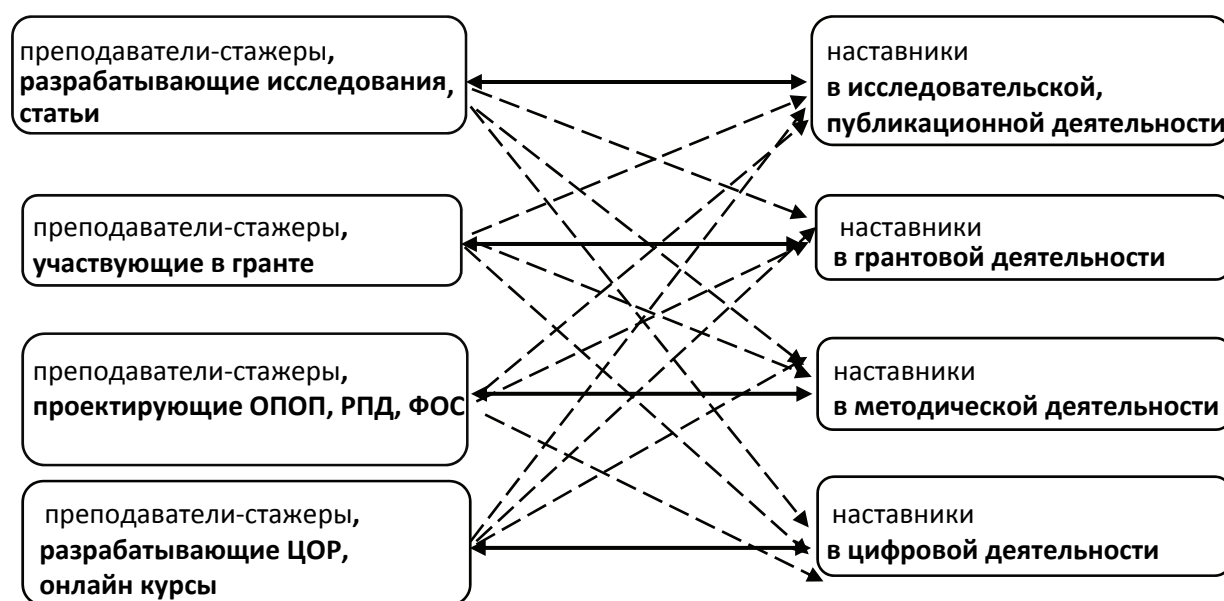 преподаватели-стажеры,
разрабатывающие исследования,
статьи
наставники
в исследовательской,
публикационной деятельности
преподаватели-стажеры,
участвующие в гранте
наставники
в грантовой деятельности
преподаватели-стажеры,
проектирующие ОПОП, РПД, ФОС
наставники
в методической деятельности
преподаватели-стажеры,
разрабатывающие ЦОР,
онлайн курсы
наставники
в цифровой деятельности